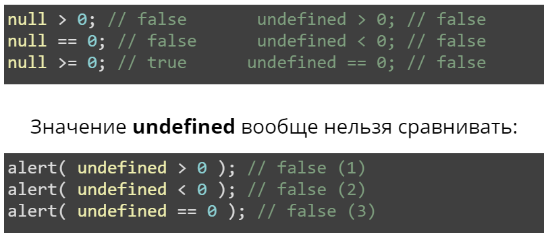 null > 0; // false undefined > 0; // false
null == 0; // false undefined < 0; // false
null >= 0; // true undefined == 0; // false
Значение undefined вообще нельзя сравнивать:
alert( undefined > 0 ); // false (1)
alert( undefined < 0 ); // false (2)
alert( undefined == 0 ); // false (3)